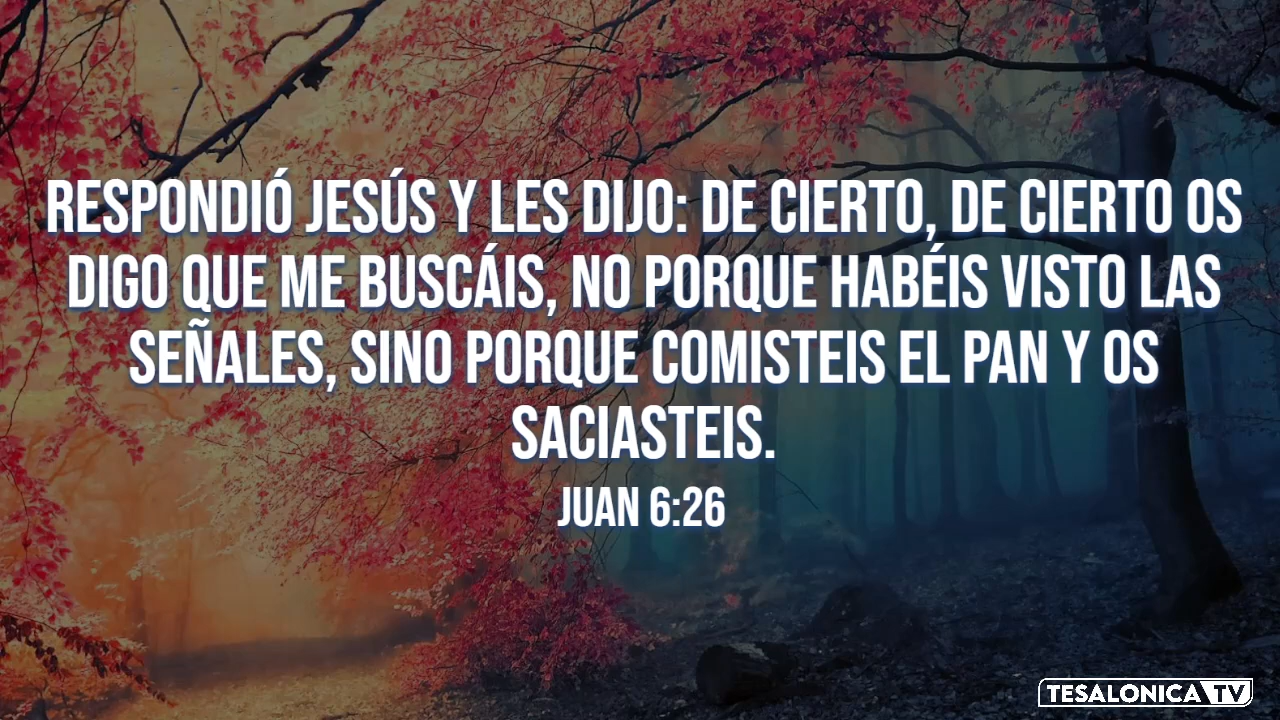 RESPONDIÓ JESÚS Y LES DIJO: DE CIERTO, DE CIERTO OS
DIGO QUE ME BUSCÁIS, NO PORQUE HABÉIS VISTO LAS
SEÑALES, SINO PORQUE COMISTEIS EL PAN Y OS
SACIASTEIS.
JUAN 6:26
TESALONICA TV